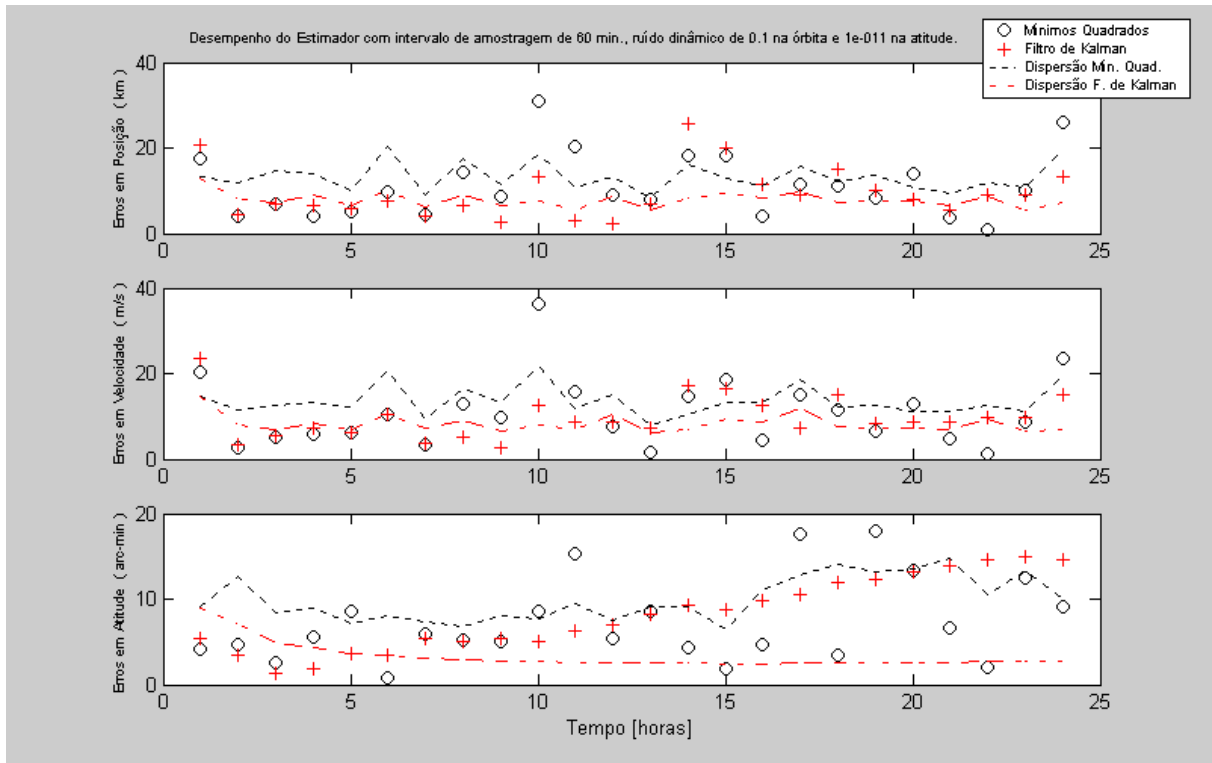 Desempenho do Estimador com intervalo de amostragem de 60 min., ruído dinâmico de 0.1 na órbita e 1e-011 na atitude.
Mínimos Quadrados
Filtro de Kalman
Dispersão Mín. Quad.
Dispersão F. de Kalman
Erros em Posição ( km )
40
20
0
0 5 10 15 20 25
Erros em Velocidade ( m/s )
40
20
0
0 5 10 15 20 25
Erros em Atitude ( arc-min )
20
10
0
0 5 10 15 20 25
Tempo [horas]